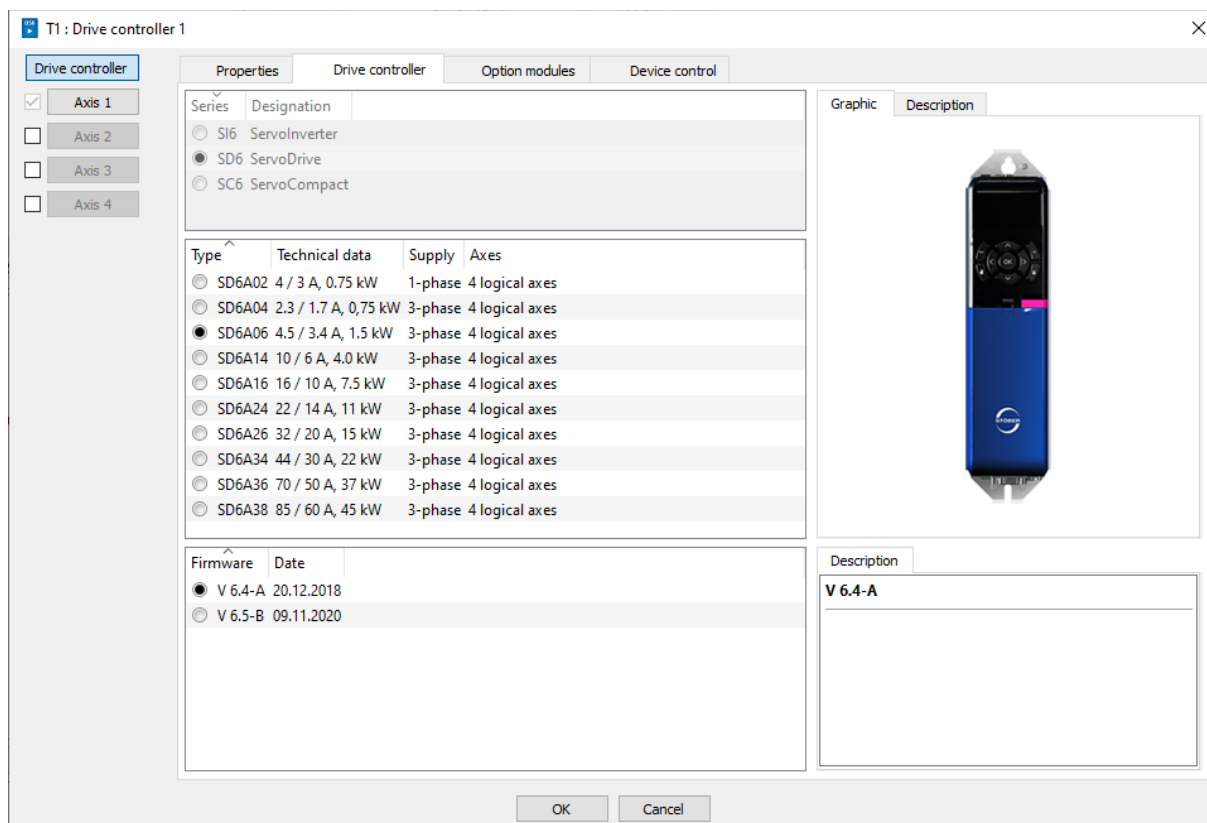 T1 : Drive controller 1
Drive controller
Axis 1
Axis 2
Axis 3
Axis 4
Properties Drive controller Option modules Device control
Series Designation
SI6 ServoInverter
SD6 ServoDrive
SC6 ServoCompact
Type Technical data Supply Axes
SD6A02 4 / 3 A, 0.75 kW 1-phase 4 logical axes
SD6A04 2.3 / 1.7 A, 0,75 kW 3-phase 4 logical axes
SD6A06 4.5 / 3.4 A, 1.5 kW 3-phase 4 logical axes
SD6A14 10 / 6 A, 4.0 kW 3-phase 4 logical axes
SD6A16 16 / 10 A, 7.5 kW 3-phase 4 logical axes
SD6A24 22 / 14 A, 11 kW 3-phase 4 logical axes
SD6A26 32 / 20 A, 15 kW 3-phase 4 logical axes
SD6A34 44 / 30 A, 22 kW 3-phase 4 logical axes
SD6A36 70 / 50 A, 37 kW 3-phase 4 logical axes
SD6A38 85 / 60 A, 45 kW 3-phase 4 logical axes
Firmware Date
V 6.4-A 20.12.2018
V 6.5-B 09.11.2020
Graphic Description
OK
STÖBER
Description
V 6.4-A
OK Cancel